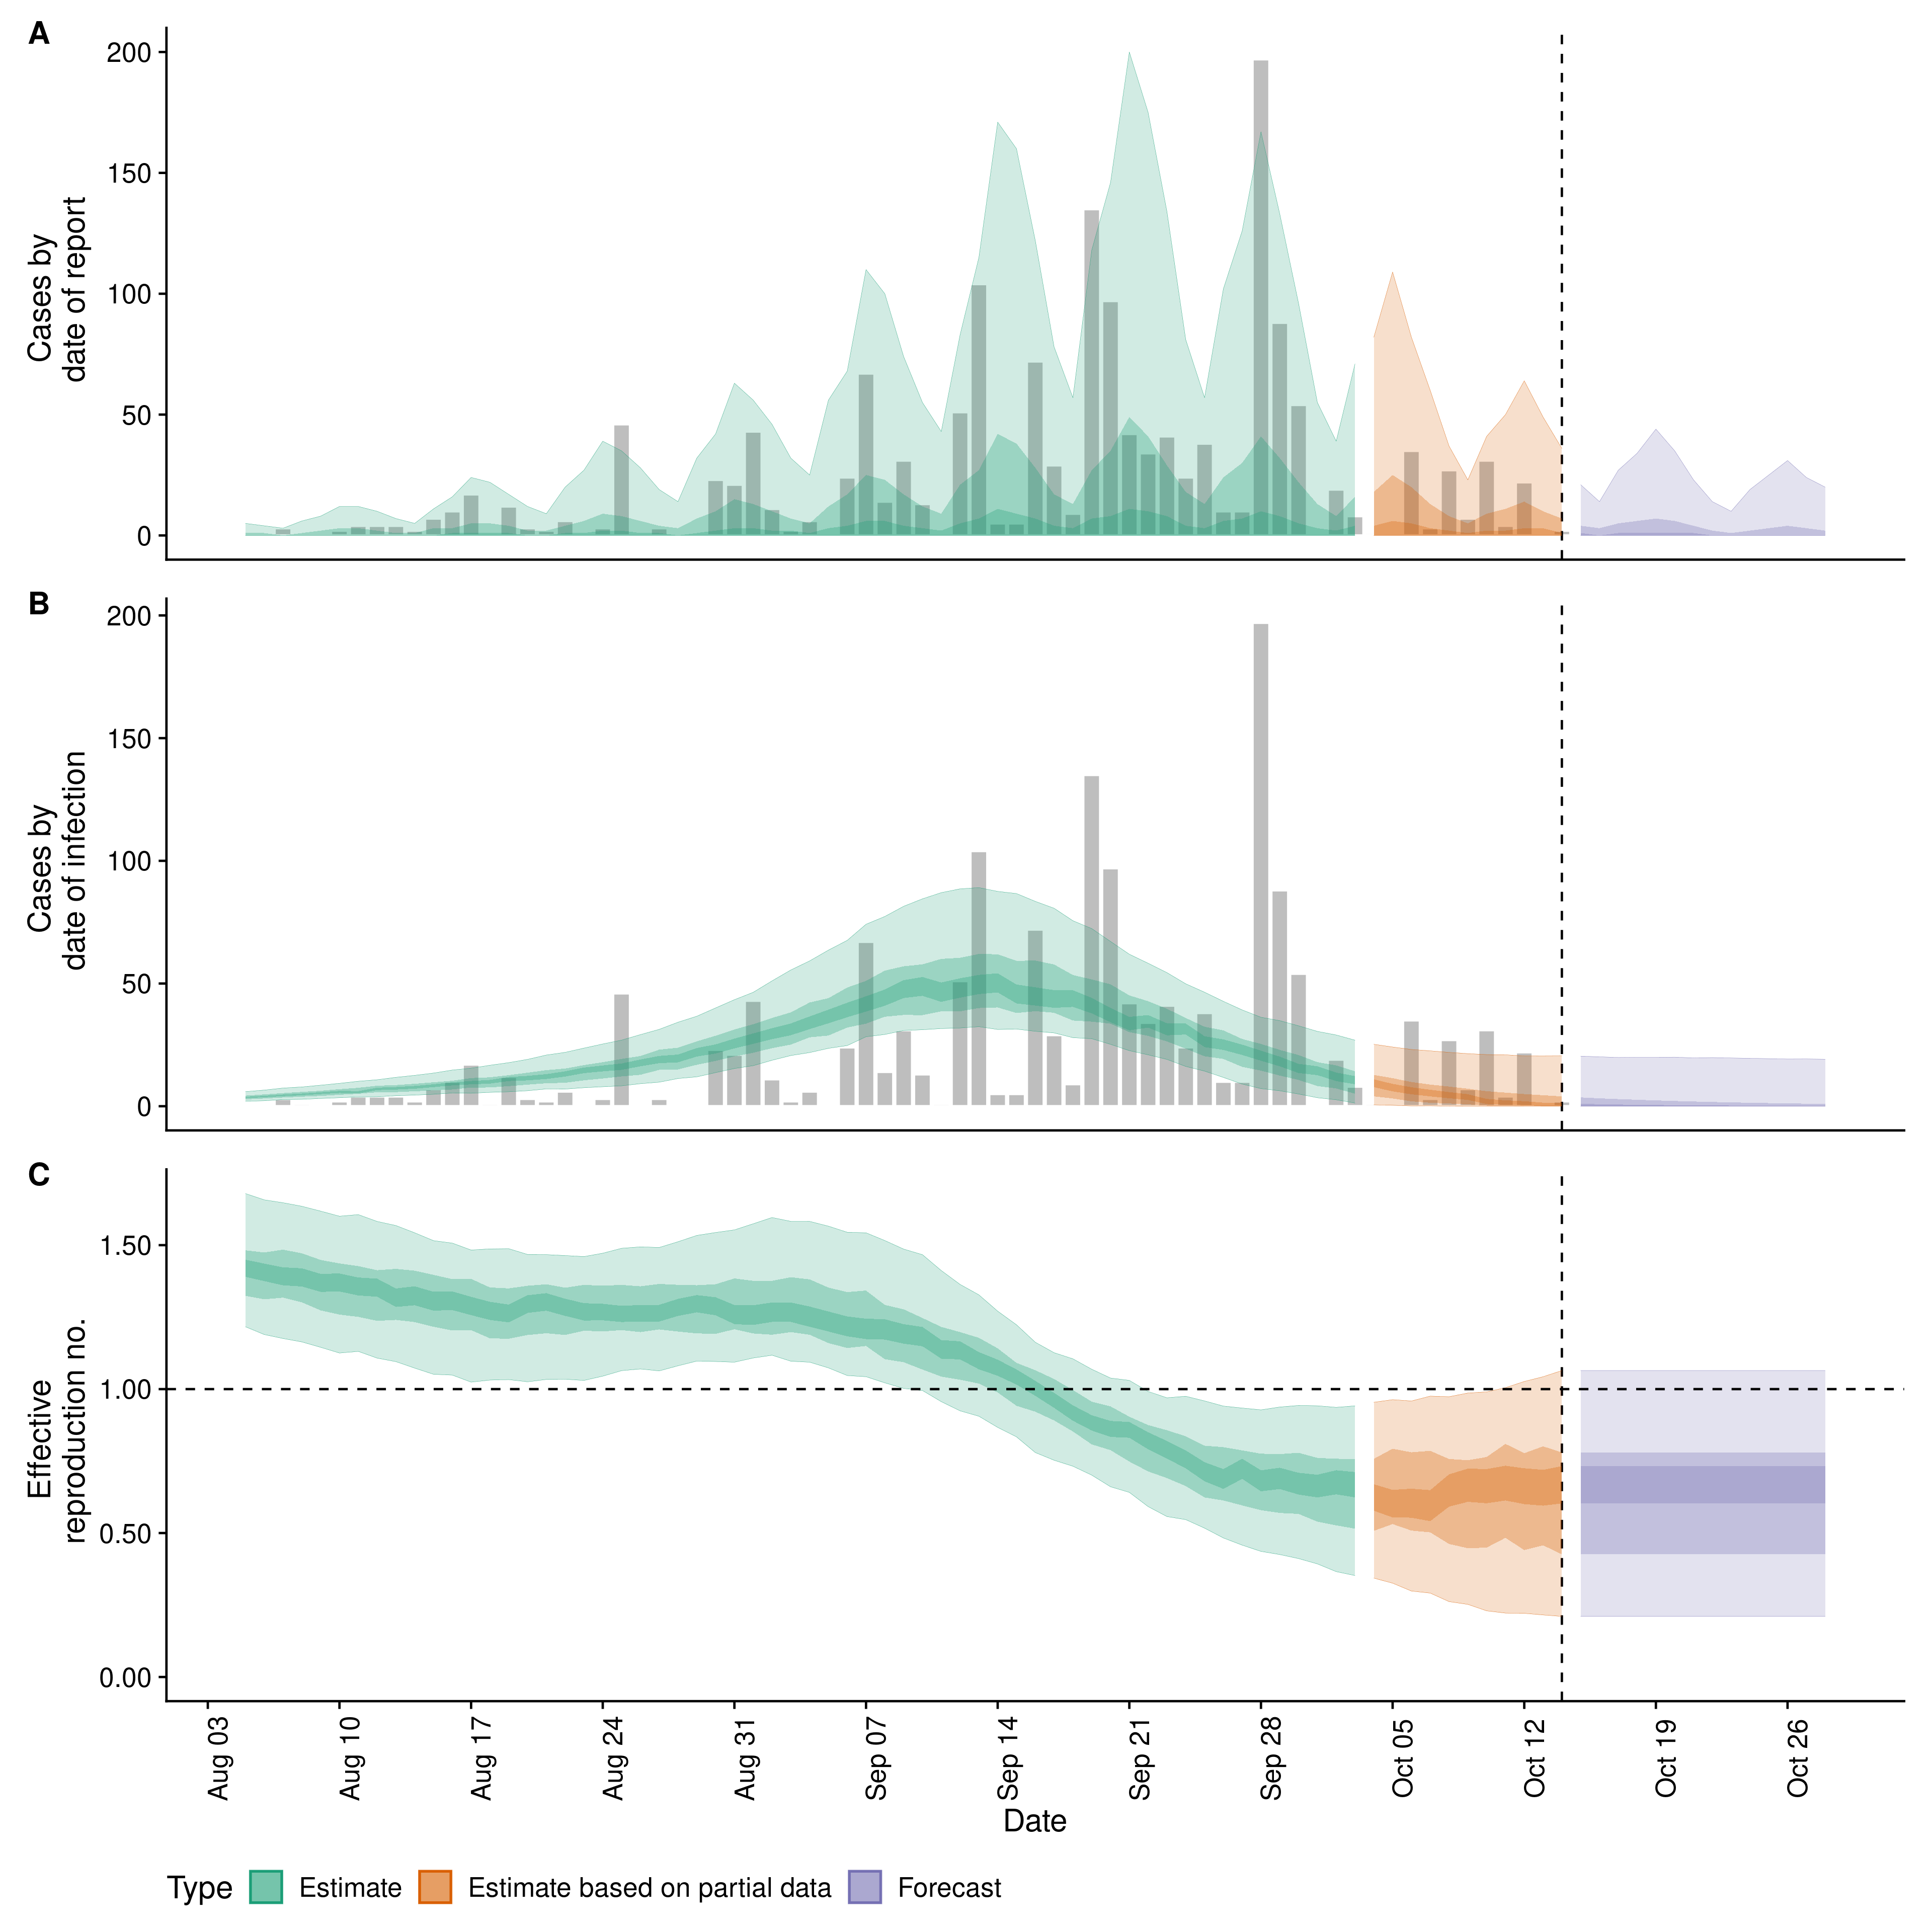 A
200
150
100
50
0
Cases by
date of report
B
200
150
100
50
0
Cases by
date of infection
C
1.50
1.00
0.50
0.00
Effective
reproduction no.
Aug 03
Aug 10
Aug 17
Aug 24
Aug 31
Sep 07
Sep 14
Sep 21
Sep 28
Oct 05
Oct 12
Oct 19
Oct 26
Date
Type Estimate Estimate based on partial data Forecast